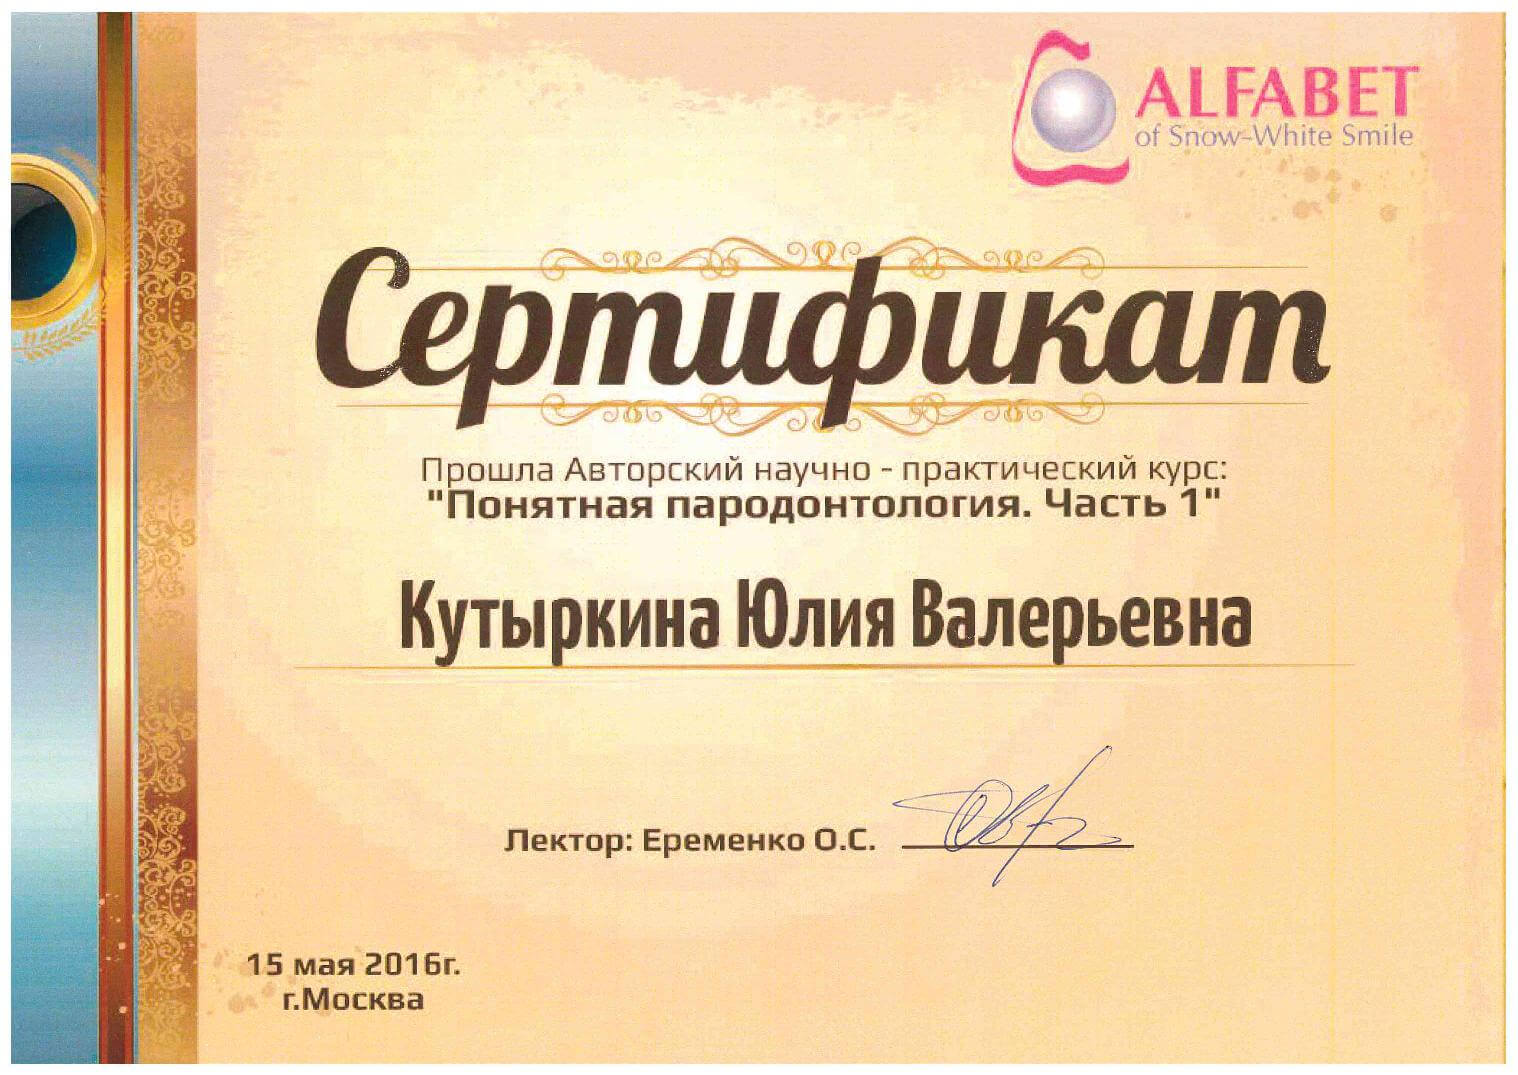 ALFABET
of Snow-White Smile
Сертификат
Прошла Авторский научно - практический курс:
"Понятная пародонтология. Часть 1"
Кутыркина Юлия Валерьевна
Лектор: Еременко О.С.
15 мая 2016г.
г.Москва